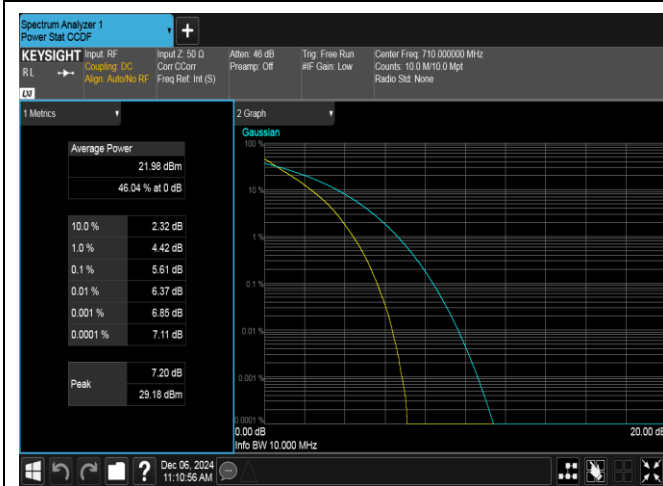 Spectrum Analyzer 1
Power Stat CCDF
+
KEYSIGHT
RL
LXI
Input: RF
Coupling: DC
Align: Auto/No RF
Input Z: 50 Ω
Corr CCorr
Freq Ref: Int (S)
Atten: 46 dB
Preamp: Off
Trig: Free Run
#IF Gain: Low
Center Freq: 710.000000 MHz
Counts: 10.0 M/10.0 Mpt
Radio Std: None
1 Metrics
Average Power
21.98 dBm
46.04 % at 0 dB
10.0 % 2.32 dB
1.0 % 4.42 dB
0.1 % 5.61 dB
0.01 % 6.37 dB
0.001 % 6.85 dB
0.0001 % 7.11 dB
Peak
7.20 dB
29.18 dBm
2 Graph
Gaussian
100 %
10 %
1 %
0.1 %
0.01 %
0.001 %
0.0001 %
0.00 dB
20.00 dB
Info BW 10.000 MHz
?
Dec 06, 2024
11:10:56 AM